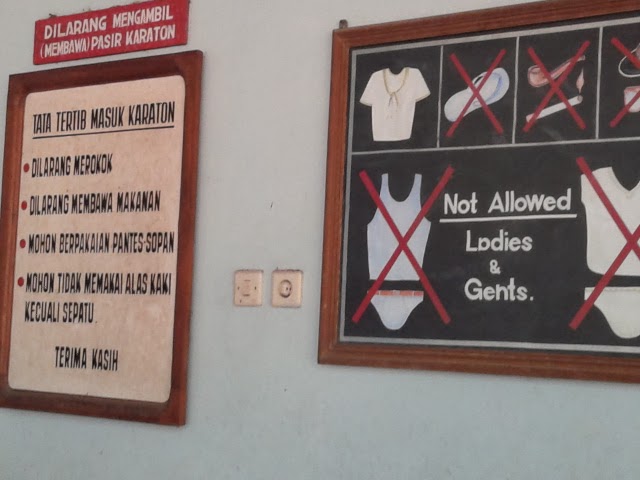 DILARANG MENGAMBIL
(MEMBAWA) PASIR KARATON
TATA TERTIB MASUK KARATON
DILARANG MEROKOK
DILARANG MEMBAWA MAKANAN
MOHON BERPAKAIAN PANTES-SOPAN
MOHON TIDAK MEMAKAI ALAS KAKI
KECUALI SEPATU
TERIMA KASIH
Not Allowed
Ladies
&
Gents.